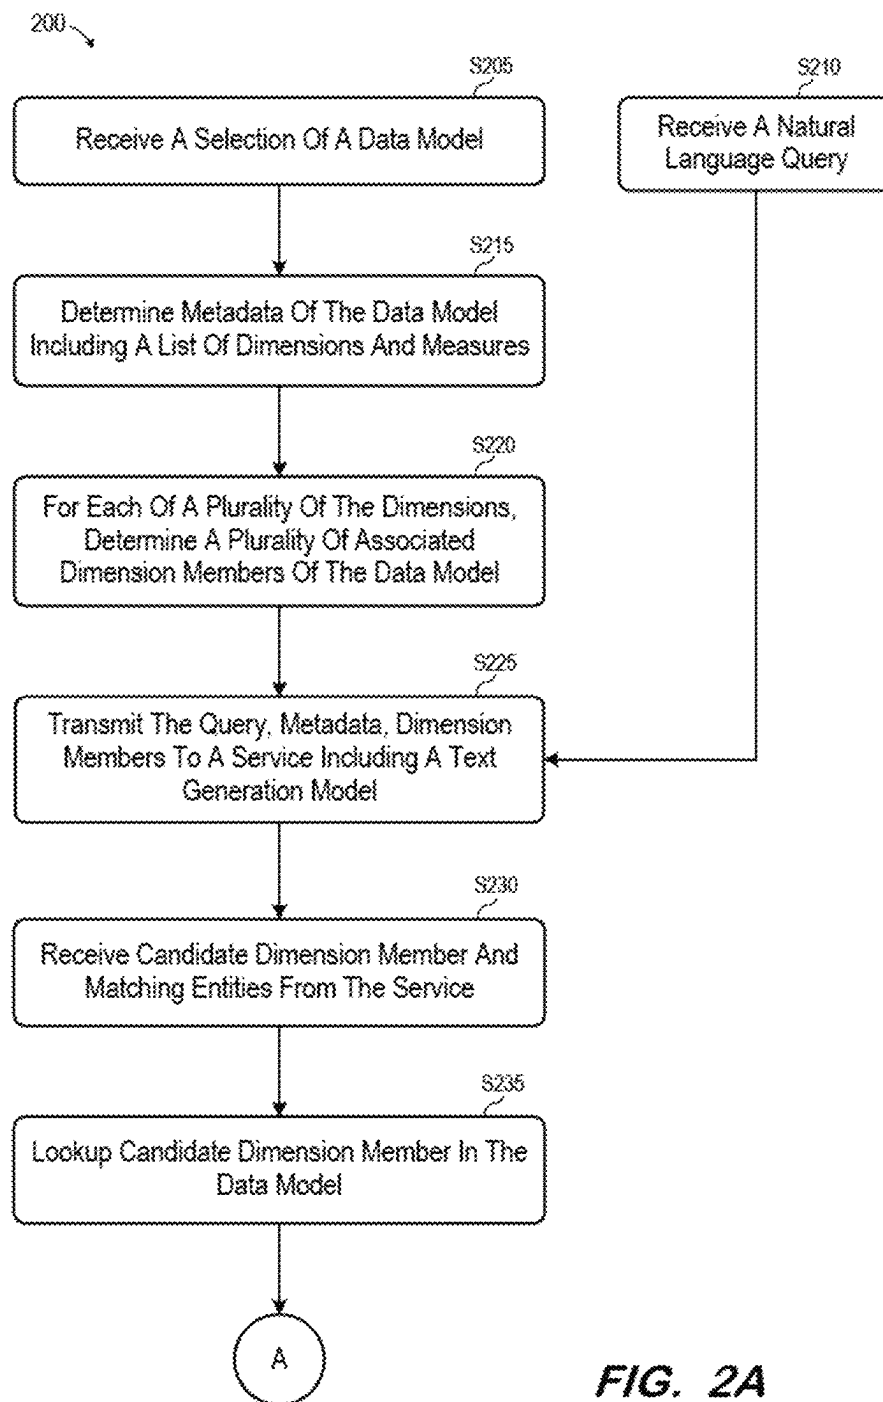 200
S205
Receive A Selection Of A Data Model
S210
Receive A Natural
Language Query
S215
Determine Metadata Of The Data Model
Including A List Of Dimensions And Measures
S220
For Each Of A Plurality Of The Dimensions,
Determine A Plurality Of Associated
Dimension Members Of The Data Model
S225
Transmit The Query, Metadata, Dimension
Members To A Service Including A Text
Generation Model
S230
Receive Candidate Dimension Member And
Matching Entities From The Service
S235
Lookup Candidate Dimension Member In The
Data Model
A
FIG. 2A